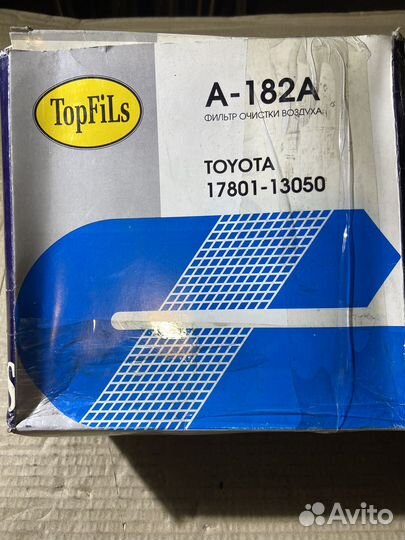 TopFiLs
A-182A
ФИЛЬТР ОЧИСТКИ ВОЗДУХА
TOYOTA
17801-13050
Avito